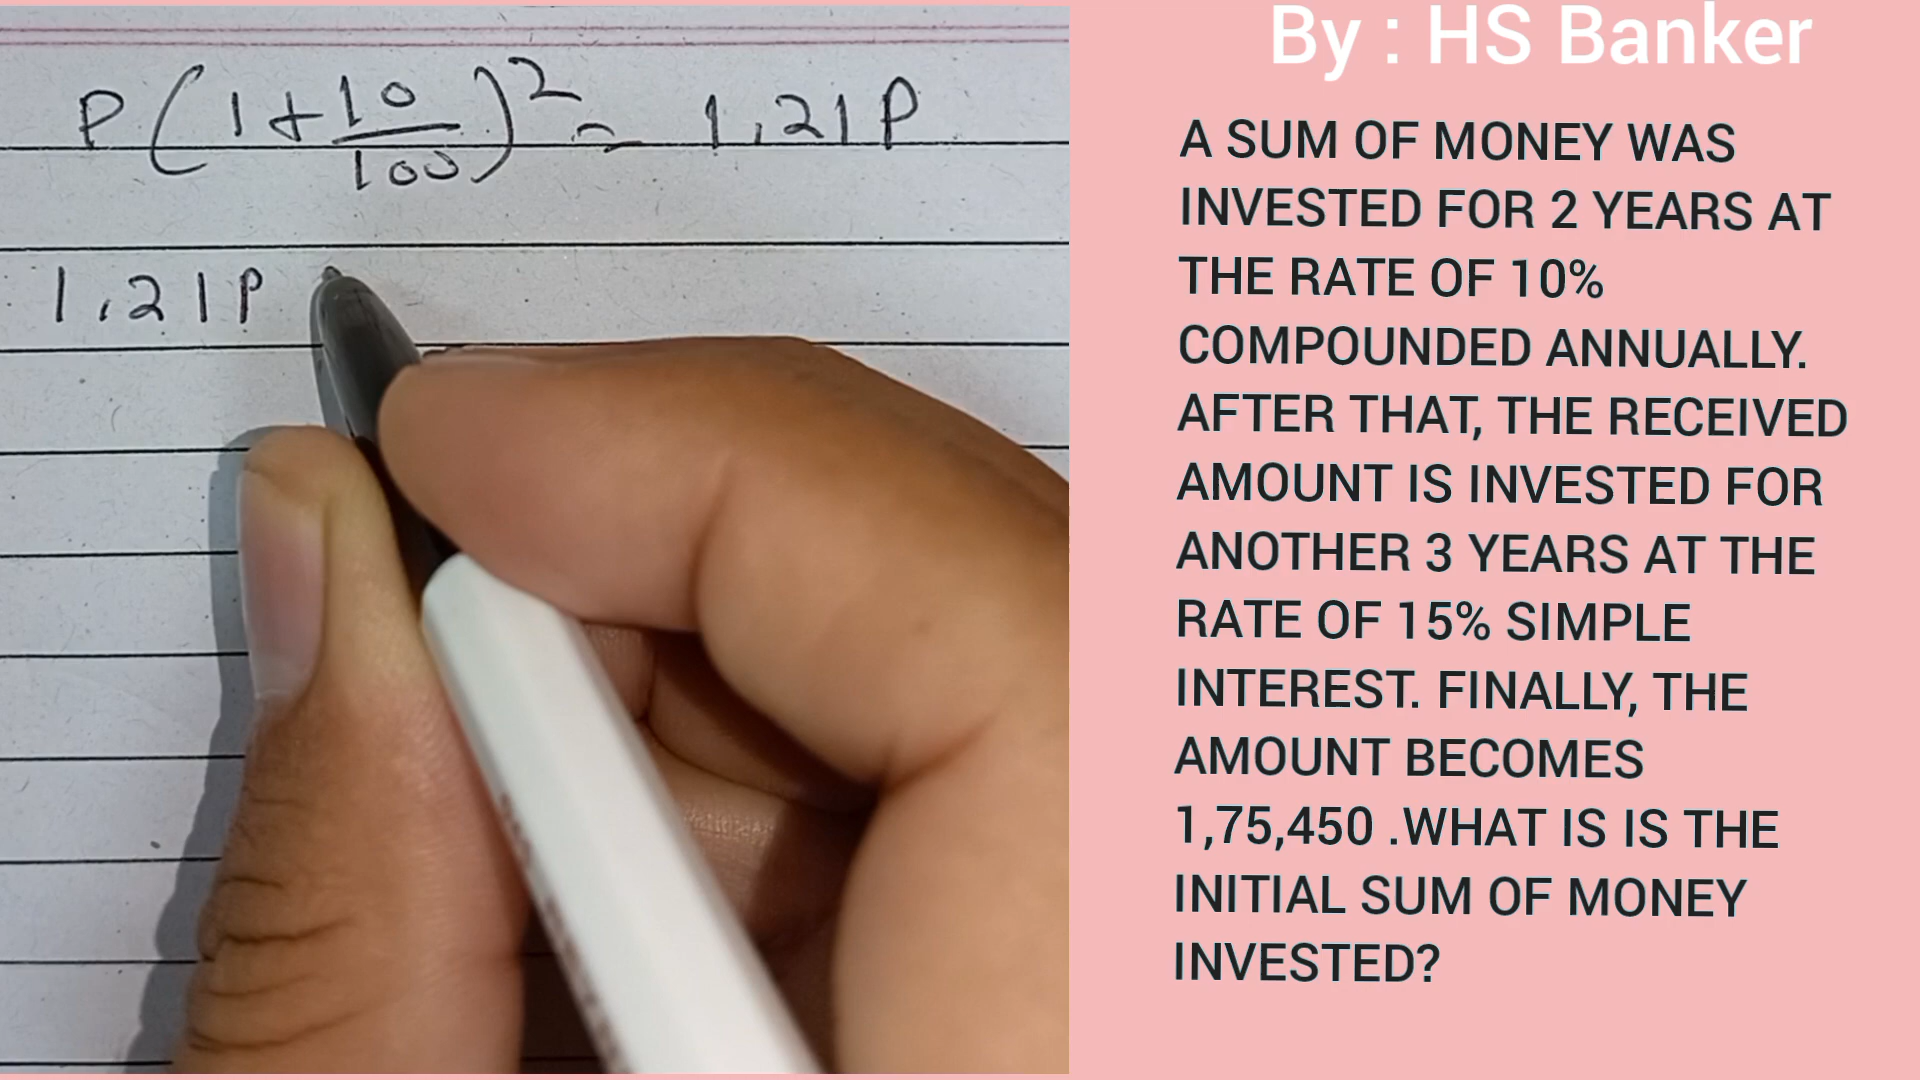 P(1+10/100)² = 1.21P
1.21P
By : HS Banker
A SUM OF MONEY WAS
INVESTED FOR 2 YEARS AT
THE RATE OF 10%
COMPOUNDED ANNUALLY.
AFTER THAT, THE RECEIVED
AMOUNT IS INVESTED FOR
ANOTHER 3 YEARS AT THE
RATE OF 15% SIMPLE
INTEREST. FINALLY, THE
AMOUNT BECOMES
1,75,450 .WHAT IS IS THE
INITIAL SUM OF MONEY
INVESTED?